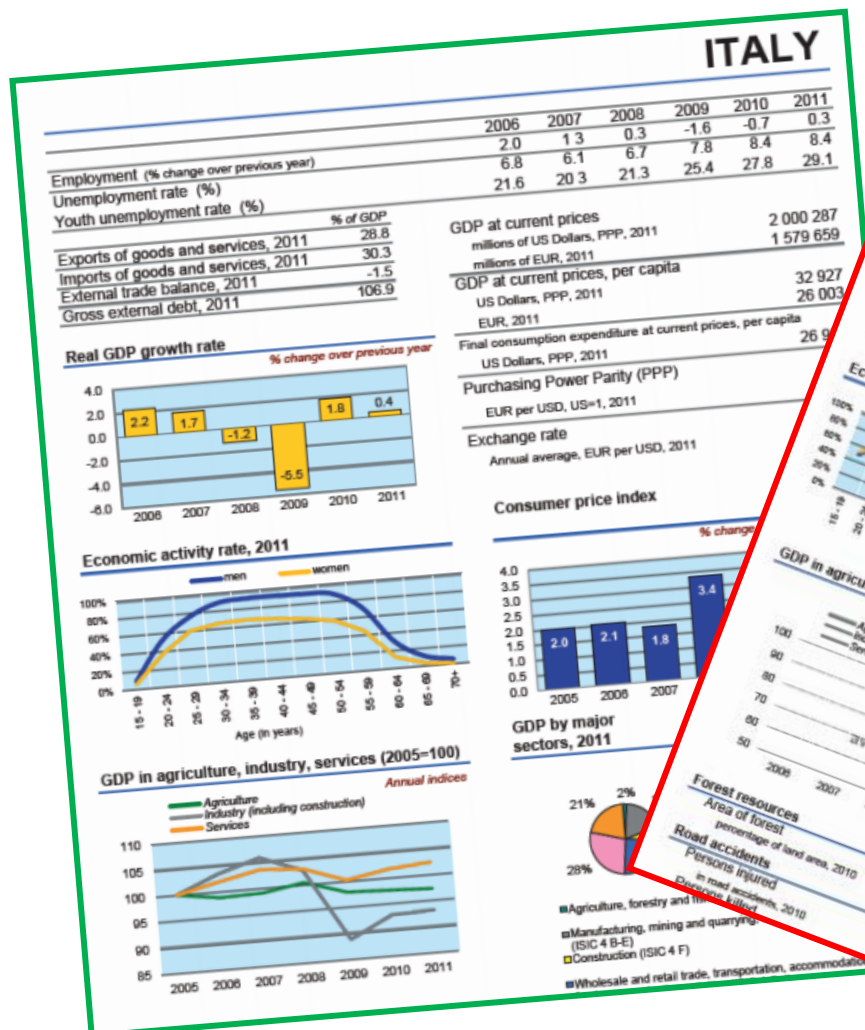 ITALY
2006 2007 2008 2009 2010 2011
Employment (% change over previous year) 2.0 1 3 0.3 -1.6 -0.7 0.3
Unemployment rate (%) 6.8 6.1 6.7 7.8 8.4 8.4
Youth unemployment rate (%) 21.6 20 3 21.3 25.4 27.8 29.1
% of GDP
Exports of goods and services, 2011 28.8
Imports of goods and services, 2011 30.3
External trade balance, 2011 -1.5
Gross external debt, 2011 106.9
GDP at current prices
millions of US Dollars, PPP, 2011 2 000 287
millions of EUR, 2011 1 579 659
GDP at current prices, per capita
US Dollars, PPP, 2011 32 927
EUR, 2011 26 003
Final consumption expenditure at current prices, per capita
US Dollars, PPP, 2011 26 9
Purchasing Power Parity (PPP)
EUR per USD, US=1, 2011
Exchange rate
Annual average, EUR per USD, 2011
Real GDP growth rate
% change over previous year
4.0
2.0
0.0
-2.0
-4.0
-6.0
2.2 1.7 -1.2 -5.5 1.8 0.4
2006 2007 2008 2009 2010 2011
Economic activity rate, 2011
men women
100%
80%
60%
40%
20%
0%
15 - 19 20 - 24 25 - 29 30 - 34 35 - 39 40 - 44 45 - 49 50 - 54 55 - 59 60 - 64 65 - 69 70+
Age (in years)
Consumer price index
% change
4.0
3.5
3.0
2.5
2.0
1.5
1.0
0.5
0.0
2.0 2.1 1.8 3.4
2005 2006 2007
GDP in agriculture, industry, services (2005=100)
Annual indices
Agriculture
Industry (including construction)
Services
110
105
100
95
90
85
2005 2006 2007 2008 2009 2010 2011
GDP by major
sectors, 2011
21% 2%
28%
Agriculture, forestry and
Manufacturing, mining and quarrying,
(ISIC 4 B-E)
Construction (ISIC 4 F)
Wholesale and retail trade, transportation, accommodation
Ec
100%
80%
60%
40%
20%
0%
15 - 19
GDP in agricu
100
90
80
70
60
50
2006 2007
Forest resources
Area of forest
percentage of land area, 2010
Road accidents
Persons injured
in road accidents, 2010
Persons killed